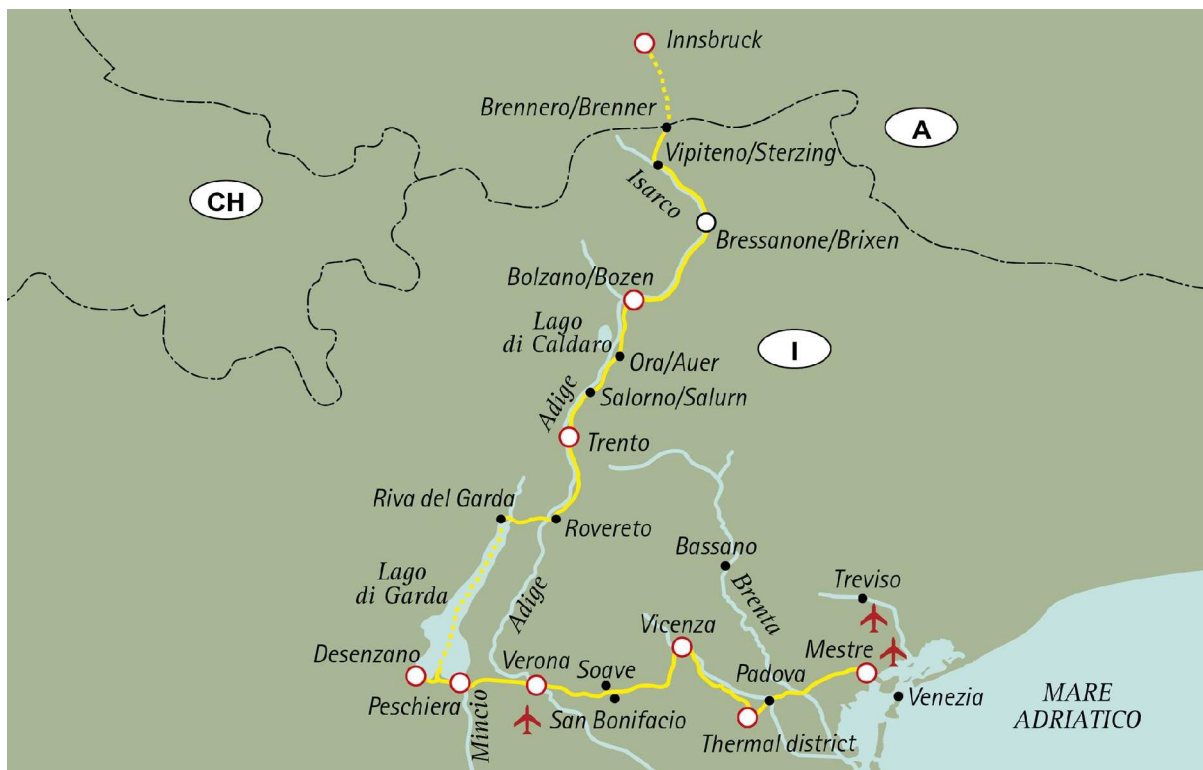 Innsbruck
Brennero/Brenner
A
Vipiteno/Sterzing
CH
Isarco
Bressanone/Brixen
Bolzano/Bozen
Lago
di Caldaro
I
Ora/Auer
Adige
Salorno/Salurn
Trento
Riva del Garda
Rovereto
Bassano
Lago
di Garda
Adige
Brenta
Treviso
Vicenza
Mestre
Desenzano
Verona
Soave
Padova
Peschiera
Mincio
San Bonifacio
Venezia
MARE
ADRIATICO
Thermal district